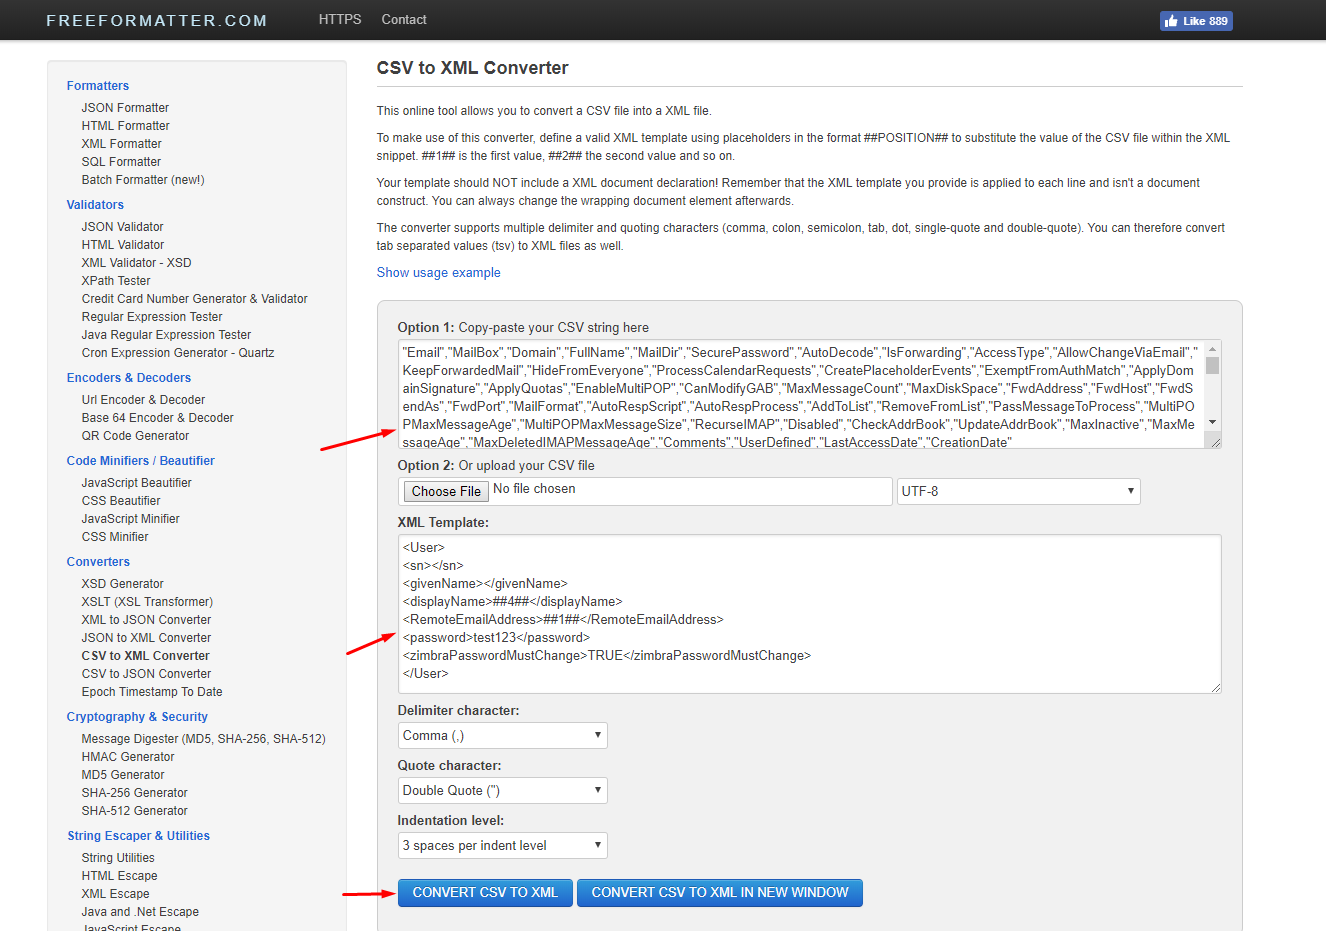 FREEFORMATTER.COM
HTTPS
Contact
Like 889
Formatters
JSON Formatter
HTML Formatter
XML Formatter
SQL Formatter
Batch Formatter (new!)
Validators
JSON Validator
HTML Validator
XML Validator - XSD
XPath Tester
Credit Card Number Generator & Validator
Regular Expression Tester
Java Regular Expression Tester
Cron Expression Generator - Quartz
Encoders & Decoders
Url Encoder & Decoder
Base 64 Encoder & Decoder
QR Code Generator
Code Minifiers / Beautifier
JavaScript Beautifier
CSS Beautifier
JavaScript Minifier
CSS Minifier
Converters
XSD Generator
XSLT (XSL Transformer)
XML to JSON Converter
JSON to XML Converter
CSV to XML Converter
CSV to JSON Converter
Epoch Timestamp To Date
Cryptography & Security
Message Digester (MD5, SHA-256, SHA-512)
HMAC Generator
MD5 Generator
SHA-256 Generator
SHA-512 Generator
String Escaper & Utilities
String Utilities
HTML Escape
XML Escape
Java and .Net Escape
JavaScript Escape
CSV to XML Converter
This online tool allows you to convert a CSV file into a XML file.
To make use of this converter, define a valid XML template using placeholders in the format ##POSITION## to substitute the value of the CSV file within the XML
snippet. ##1## is the first value, ##2## the second value and so on.
Your template should NOT include a XML document declaration! Remember that the XML template you provide is applied to each line and isn't a document
construct. You can always change the wrapping document element afterwards.
The converter supports multiple delimiter and quoting characters (comma, colon, semicolon, tab, dot, single-quote and double-quote). You can therefore convert
tab separated values (tsv) to XML files as well.
Show usage example
Option 1: Copy-paste your CSV string here
"Email","MailBox","Domain","FullName","MailDir","SecurePassword","AutoDecode","IsForwarding","AccessType","AllowChangeViaEmail","
KeepForwardedMail","HideFromEveryone","ProcessCalendarRequests","CreatePlaceholderEvents","ExemptFromAuthMatch","ApplyDom
ainSignature","ApplyQuotas","EnableMultiPOP","CanModifyGAB","MaxMessageCount","MaxDiskSpace","FwdAddress","FwdHost","FwdS
endAs","FwdPort","MailFormat","AutoRespScript","AutoRespProcess","AddToList","RemoveFromList","PassMessageToProcess","MultiPO
PMaxMessageAge","MultiPOPMaxMessageSize","RecurseIMAP","Disabled","CheckAddrBook","UpdateAddrBook","MaxInactive","MaxMe
ssageAge","MaxDeletedIMAPMessageAge","Comments","UserDefined","LastAccessDate","CreationDate"
Option 2: Or upload your CSV file
Choose File No file chosen
UTF-8
XML Template:
<User>
<sn></sn>
<givenName></givenName>
<displayName>##4##</displayName>
<RemoteEmailAddress>##1##</RemoteEmailAddress>
<password>test123</password>
<zimbraPasswordMustChange>TRUE</zimbraPasswordMustChange>
</User>
Delimiter character:
Comma (,)
Quote character:
Double Quote (")
Indentation level:
3 spaces per indent level
CONVERT CSV TO XML
CONVERT CSV TO XML IN NEW WINDOW